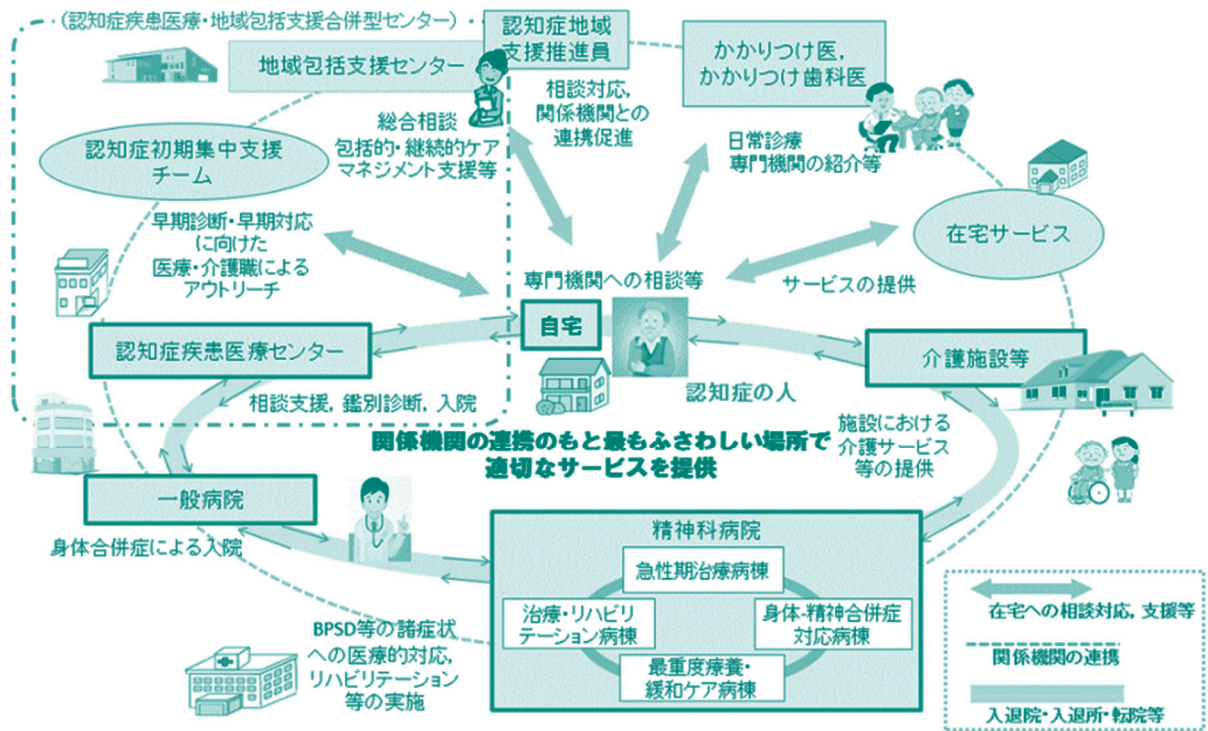 (認知症疾患医療・地域包括支援合併型センター)
認知症地域
支援推進員
地域包括支援センター
かかりつけ医,
かかりつけ歯科医
相談対応,
関係機関との
連携促進
総合相談
包括的・継続的ケア
マネジメント支援等
日常診療
専門機関の紹介等
認知症初期集中支援
チーム
早期診断・早期対応
に向けた
医療・介護職による
アウトリーチ
在宅サービス
サービスの提供
専門機関への相談等
自宅
認知症疾患医療センター
介護施設等
認知症の人
相談支援, 鑑別診断, 入院
関係機関の連携のもと最もふさわしい場所で
適切なサービスを提供
施設における
介護サービス
等の提供
一般病院
身体合併症による入院
精神科病院
急性期治療病棟
治療・リハビリ
テーション病棟
身体-精神合併症
対応病棟
最重度療養・
緩和ケア病棟
BPSD等の諸症状
への医療的対応,
リハビリテーション
等の実施
在宅への相談対応, 支援等
関係機関の連携
入退院・入退所・転院等